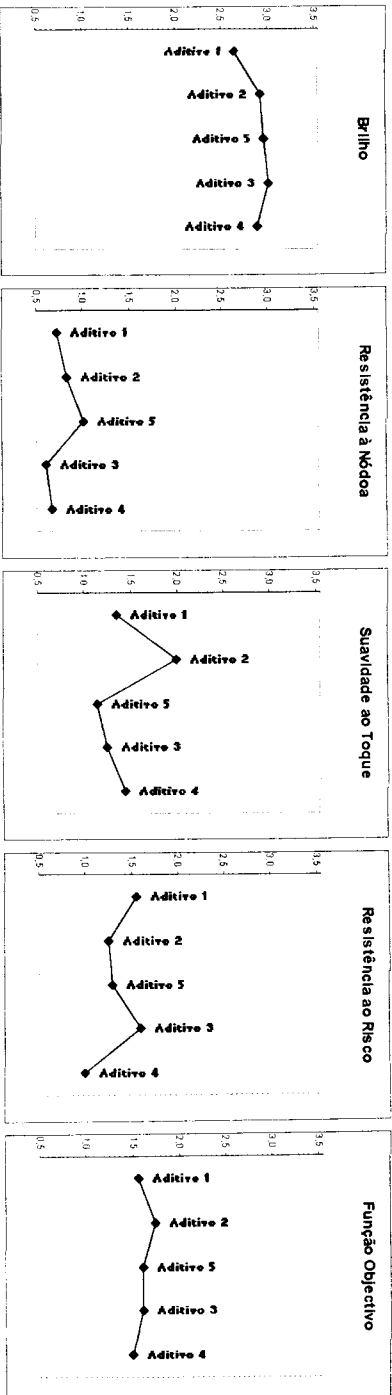 Brilho
3,5
3,0
2,5
2,0
1,5
1,0
0,5
Aditivo 1
Aditivo 2
Aditivo 5
Aditivo 3
Aditivo 4
Resistência à Nódoa
3,5
3,0
2,5
2,0
1,5
1,0
0,5
Aditivo 1
Aditivo 2
Aditivo 5
Aditivo 3
Aditivo 4
Suavidade ao Toque
3,5
3,0
2,5
2,0
1,5
1,0
0,5
Aditivo 1
Aditivo 2
Aditivo 5
Aditivo 3
Aditivo 4
Resistência ao Risco
3,5
3,0
2,5
2,0
1,5
1,0
0,5
Aditivo 1
Aditivo 2
Aditivo 5
Aditivo 3
Aditivo 4
Função Objectivo
3,5
3,0
2,5
2,0
1,5
1,0
0,5
Aditivo 1
Aditivo 2
Aditivo 5
Aditivo 3
Aditivo 4